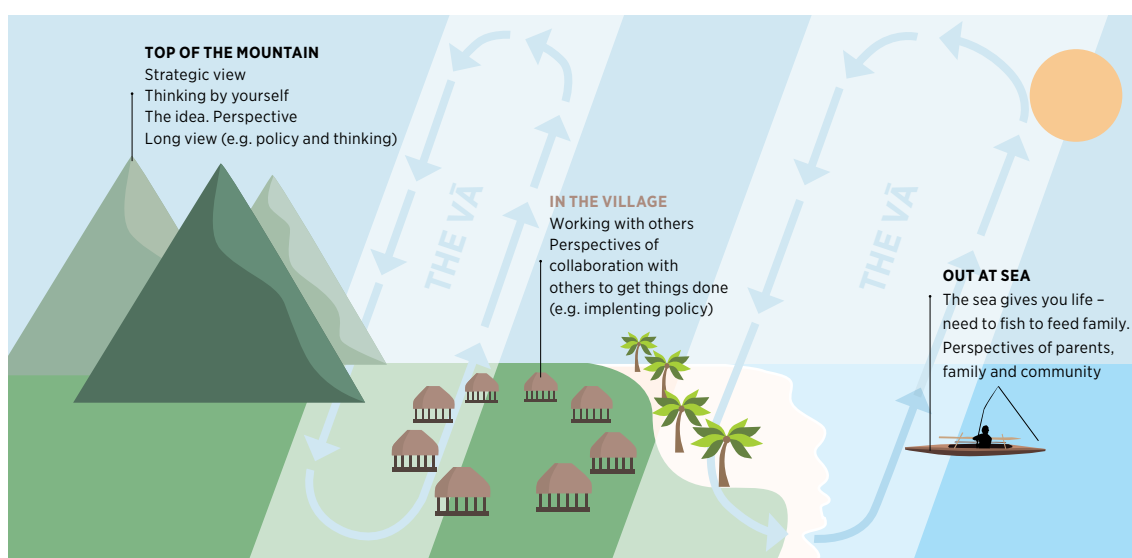 TOP OF THE MOUNTAIN
Strategic view
Thinking by yourself
The idea. Perspective
Long view (e.g. policy and thinking)
THE VĀ
IN THE VILLAGE
Working with others
Perspectives of
collaboration with
others to get things done
(e.g. implenting policy)
THE VĀ
OUT AT SEA
The sea gives you life –
need to fish to feed family.
Perspectives of parents,
family and community